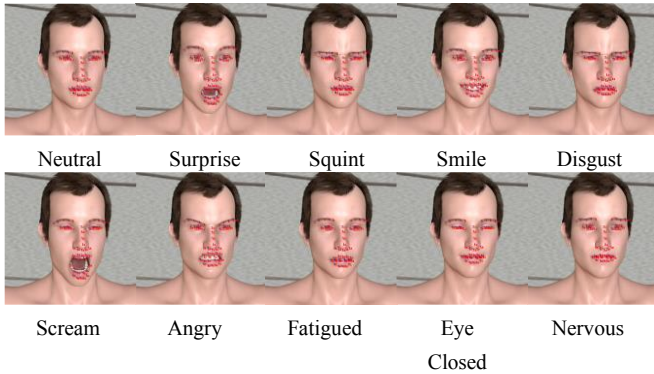 Neutral Surprise Squint Smile Disgust
Scream Angry Fatigued Eye Nervous
Closed